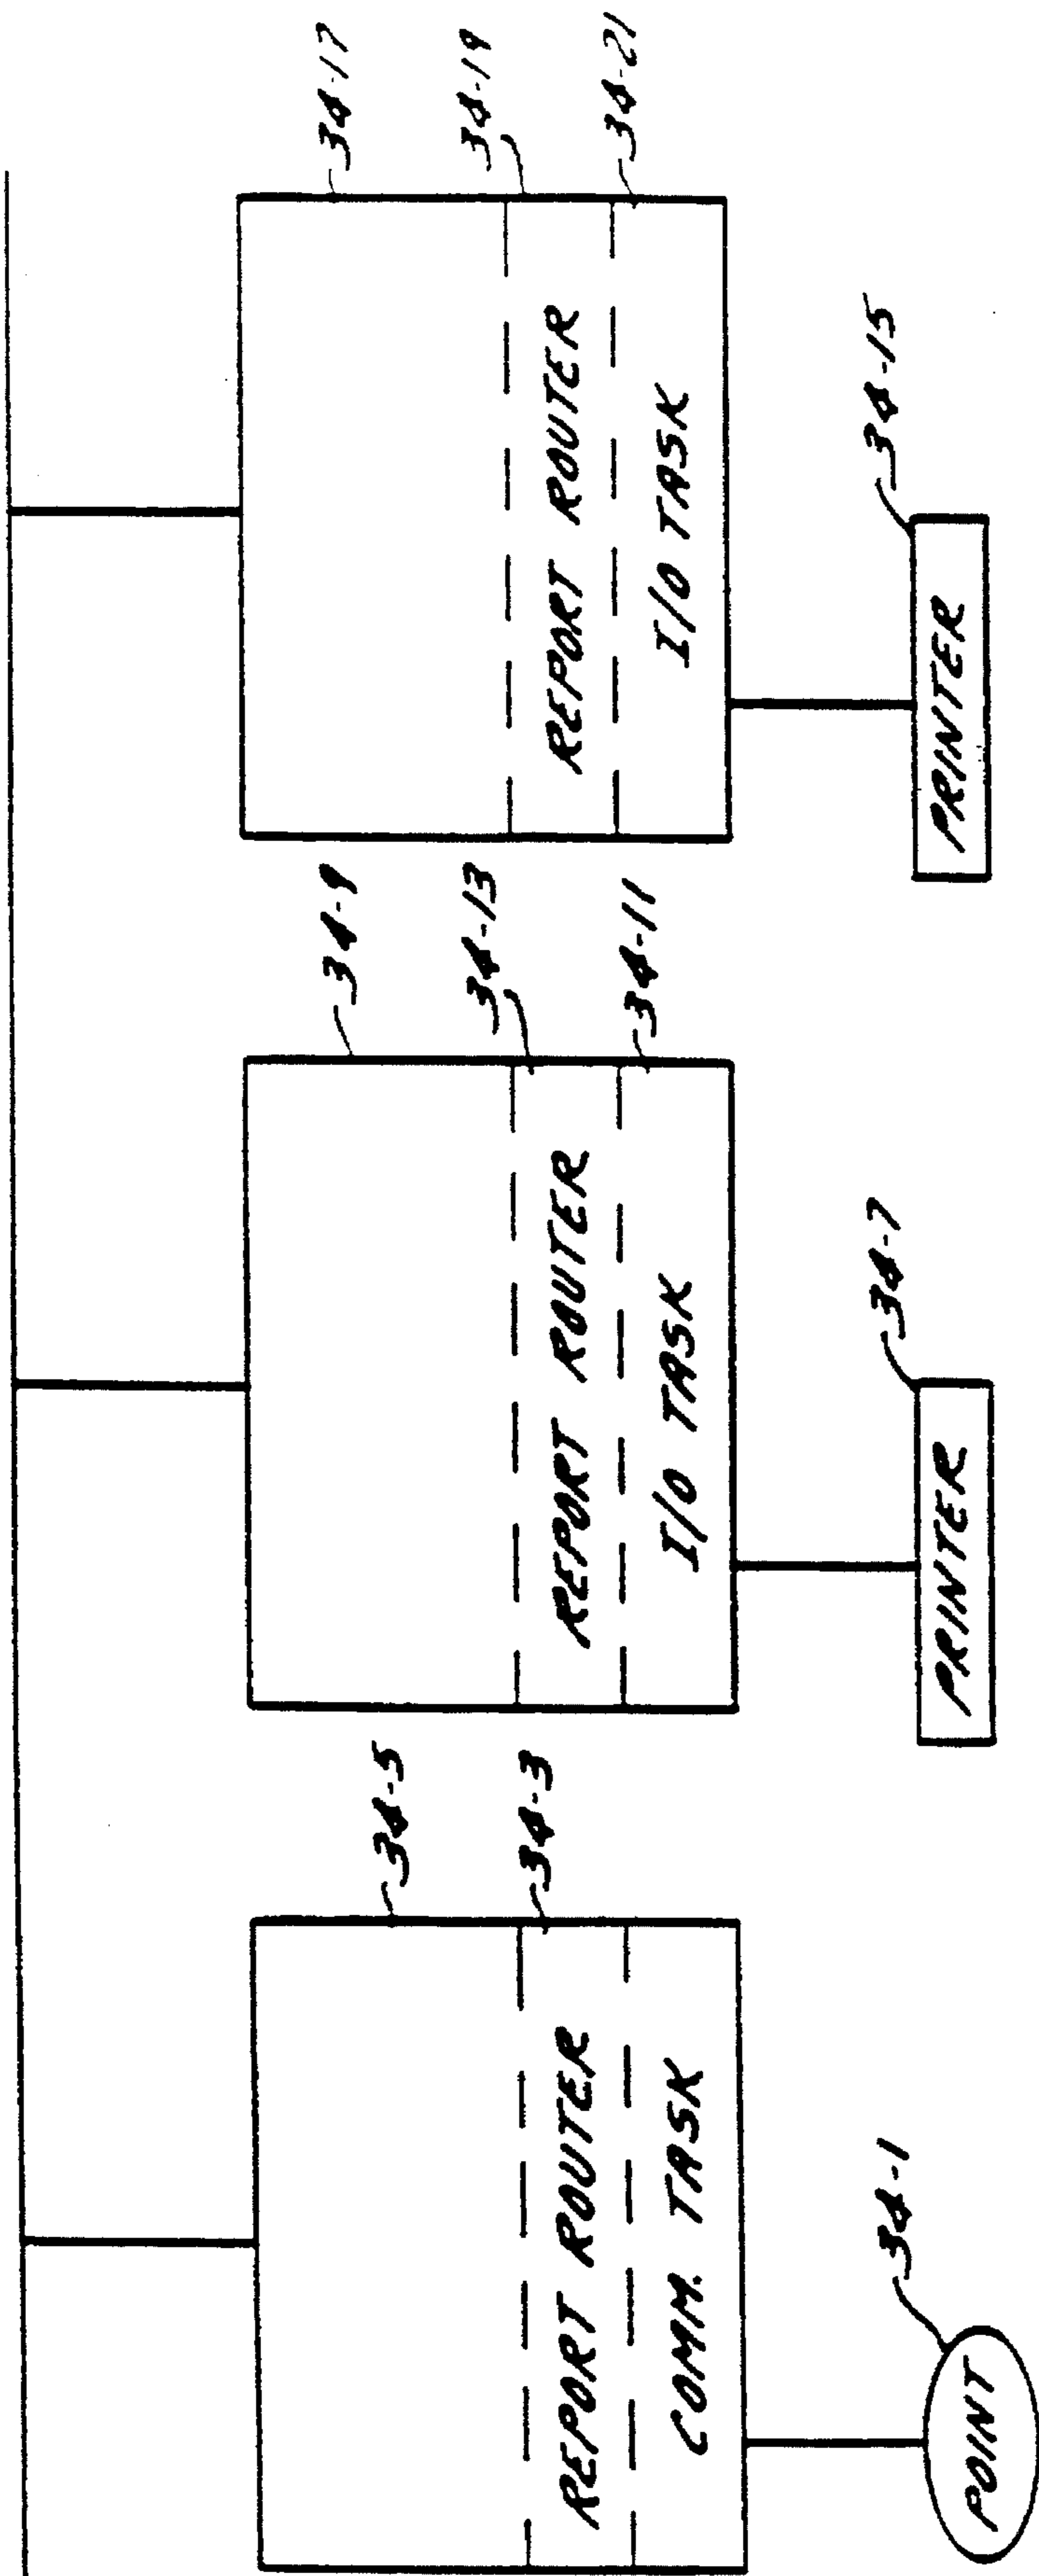 34-5
34-3
REPORT ROUTER
COMM. TASK
34-1
POINT
34-9
34-13
REPORT ROUTER
34-11
I/O TASK
34-7
PRINTER
34-17
34-19
REPORT ROUTER
34-21
I/O TASK
34-15
PRINTER